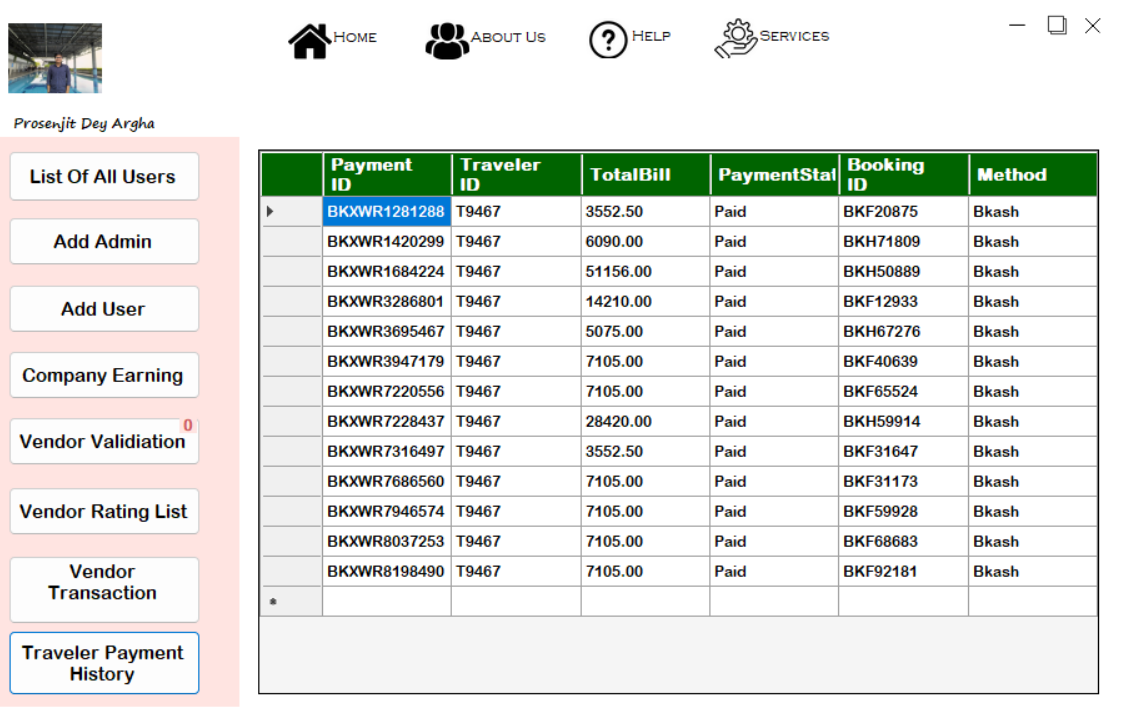 HOME
ABOUT US
HELP
SERVICES
Prosenjit Dey Argha
List Of All Users
Add Admin
Add User
Company Earning
0
Vendor Validiation
Vendor Rating List
Vendor
Transaction
Traveler Payment
History
Payment ID Traveler ID TotalBill PaymentStat Booking ID Method
BKXWR1281288 T9467 3552.50 Paid BKF20875 Bkash
BKXWR1420299 T9467 6090.00 Paid BKH71809 Bkash
BKXWR1684224 T9467 51156.00 Paid BKH50889 Bkash
BKXWR3286801 T9467 14210.00 Paid BKF12933 Bkash
BKXWR3695467 T9467 5075.00 Paid BKH67276 Bkash
BKXWR3947179 T9467 7105.00 Paid BKF40639 Bkash
BKXWR7220556 T9467 7105.00 Paid BKF65524 Bkash
BKXWR7228437 T9467 28420.00 Paid BKH59914 Bkash
BKXWR7316497 T9467 3552.50 Paid BKF31647 Bkash
BKXWR7686560 T9467 7105.00 Paid BKF31173 Bkash
BKXWR7946574 T9467 7105.00 Paid BKF59928 Bkash
BKXWR8037253 T9467 7105.00 Paid BKF68683 Bkash
BKXWR8198490 T9467 7105.00 Paid BKF92181 Bkash